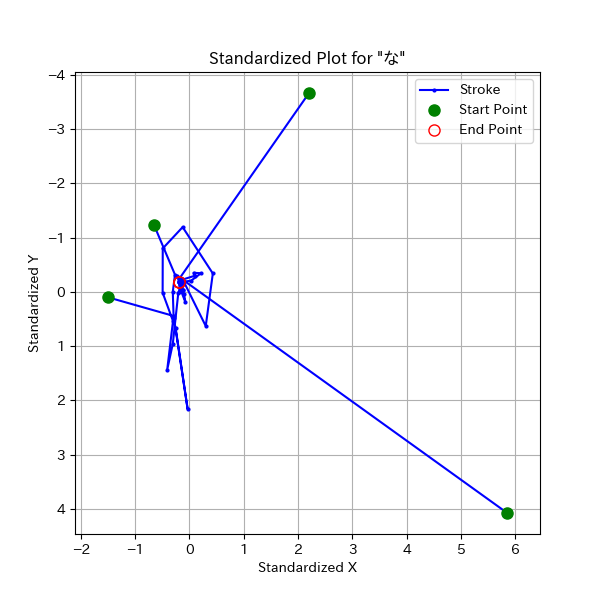 Standardized Plot for "な"
Stroke
Start Point
End Point
−4
−3
−2
−1
0
1
2
3
4
Standardized Y
−2 −1 0 1 2 3 4 5 6
Standardized X